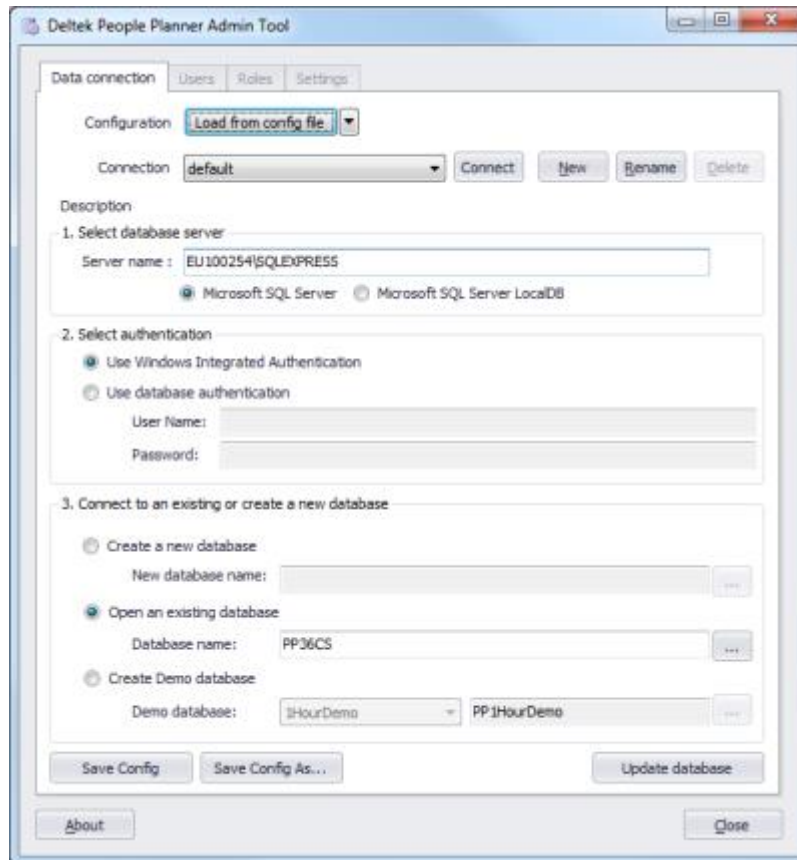 Deltek People Planner Admin Tool
Data connection Users Roles Settings
Configuration Load from config file
Connection default Connect New Rename Delete
Description
1. Select database server
Server name : EU100254\SQLEXPRESS
Microsoft SQL Server Microsoft SQL Server LocalDB
2. Select authentication
Use Windows Integrated Authentication
Use database authentication
User Name:
Password:
3. Connect to an existing or create a new database
Create a new database
New database name: ...
Open an existing database
Database name: PP36CS ...
Create Demo database
Demo database: 1HourDemo PP1HourDemo ...
Save Config Save Config As... Update database
About Close